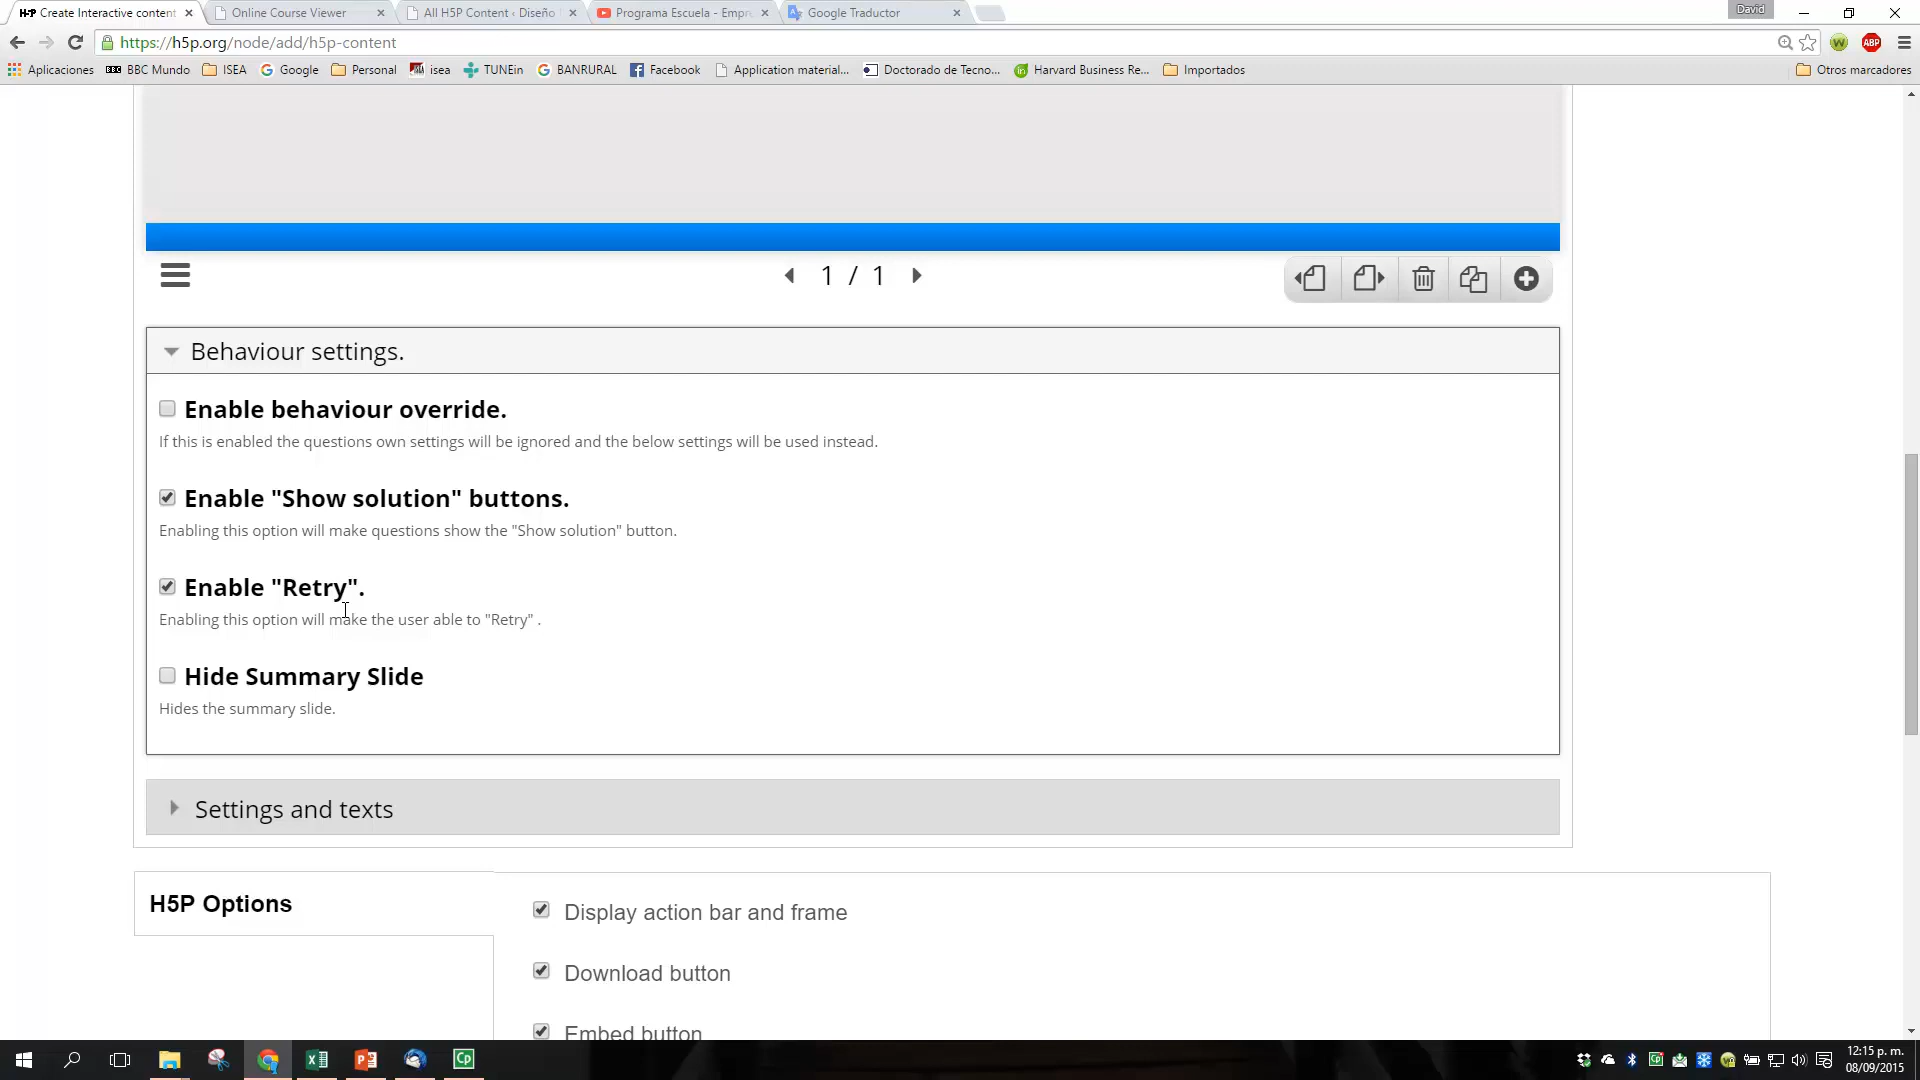 H-P Create Interactive content
Online Course Viewer
All H5P Content ‹ Diseño
Programa Escuela - Empr
Google Traductor
David
https://h5p.org/node/add/h5p-content
W
ABP
Aplicaciones
BBC BBC Mundo
ISEA
Google
Personal
isea
TUNEin
BANRURAL
Facebook
Application material...
Doctorado de Tecno...
Harvard Business Re...
Importados
Otros marcadores
1 / 1
Behaviour settings.
Enable behaviour override.
If this is enabled the questions own settings will be ignored and the below settings will be used instead.
Enable "Show solution" buttons.
Enabling this option will make questions show the "Show solution" button.
Enable "Retry".
Enabling this option will make the user able to "Retry" .
Hide Summary Slide
Hides the summary slide.
Settings and texts
H5P Options
Display action bar and frame
Download button
Embed button
Cp
12:15 p. m.
08/09/2015